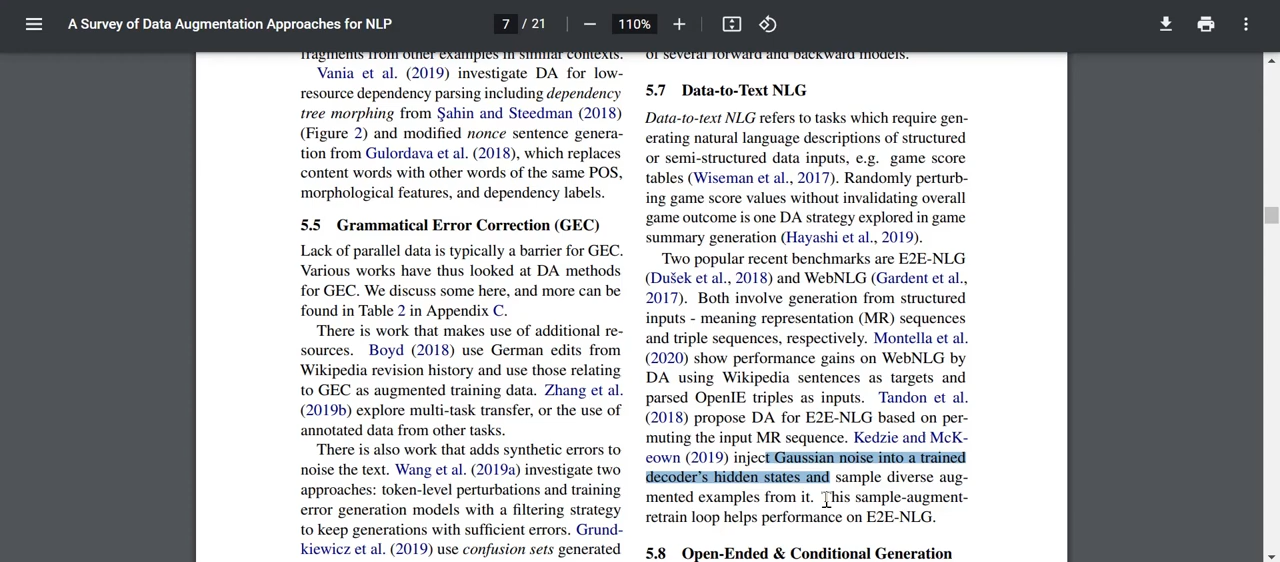 A Survey of Data Augmentation Approaches for NLP
7 / 21
110%
fragments from other examples in similar contexts.
Vania et al. (2019) investigate DA for low-
resource dependency parsing including dependency
tree morphing from Şahin and Steedman (2018)
(Figure 2) and modified nonce sentence genera-
tion from Gulordava et al. (2018), which replaces
content words with other words of the same POS,
morphological features, and dependency labels.
5.5 Grammatical Error Correction (GEC)
Lack of parallel data is typically a barrier for GEC.
Various works have thus looked at DA methods
for GEC. We discuss some here, and more can be
found in Table 2 in Appendix C.
There is work that makes use of additional re-
sources. Boyd (2018) use German edits from
Wikipedia revision history and use those relating
to GEC as augmented training data. Zhang et al.
(2019b) explore multi-task transfer, or the use of
annotated data from other tasks.
There is also work that adds synthetic errors to
noise the text. Wang et al. (2019a) investigate two
approaches: token-level perturbations and training
error generation models with a filtering strategy
to keep generations with sufficient errors. Grund-
kiewicz et al. (2019) use confusion sets generated
of several forward and backward models.
5.7 Data-to-Text NLG
Data-to-text NLG refers to tasks which require gen-
erating natural language descriptions of structured
or semi-structured data inputs, e.g. game score
tables (Wiseman et al., 2017). Randomly perturb-
ing game score values without invalidating overall
game outcome is one DA strategy explored in game
summary generation (Hayashi et al., 2019).
Two popular recent benchmarks are E2E-NLG
(Dušek et al., 2018) and WebNLG (Gardent et al.,
2017). Both involve generation from structured
inputs - meaning representation (MR) sequences
and triple sequences, respectively. Montella et al.
(2020) show performance gains on WebNLG by
DA using Wikipedia sentences as targets and
parsed OpenIE triples as inputs. Tandon et al.
(2018) propose DA for E2E-NLG based on per-
muting the input MR sequence. Kedzie and McK-
eown (2019) inject Gaussian noise into a trained
decoder's hidden states and sample diverse aug-
mented examples from it. This sample-augment-
retrain loop helps performance on E2E-NLG.
5.8 Open-Ended & Conditional Generation